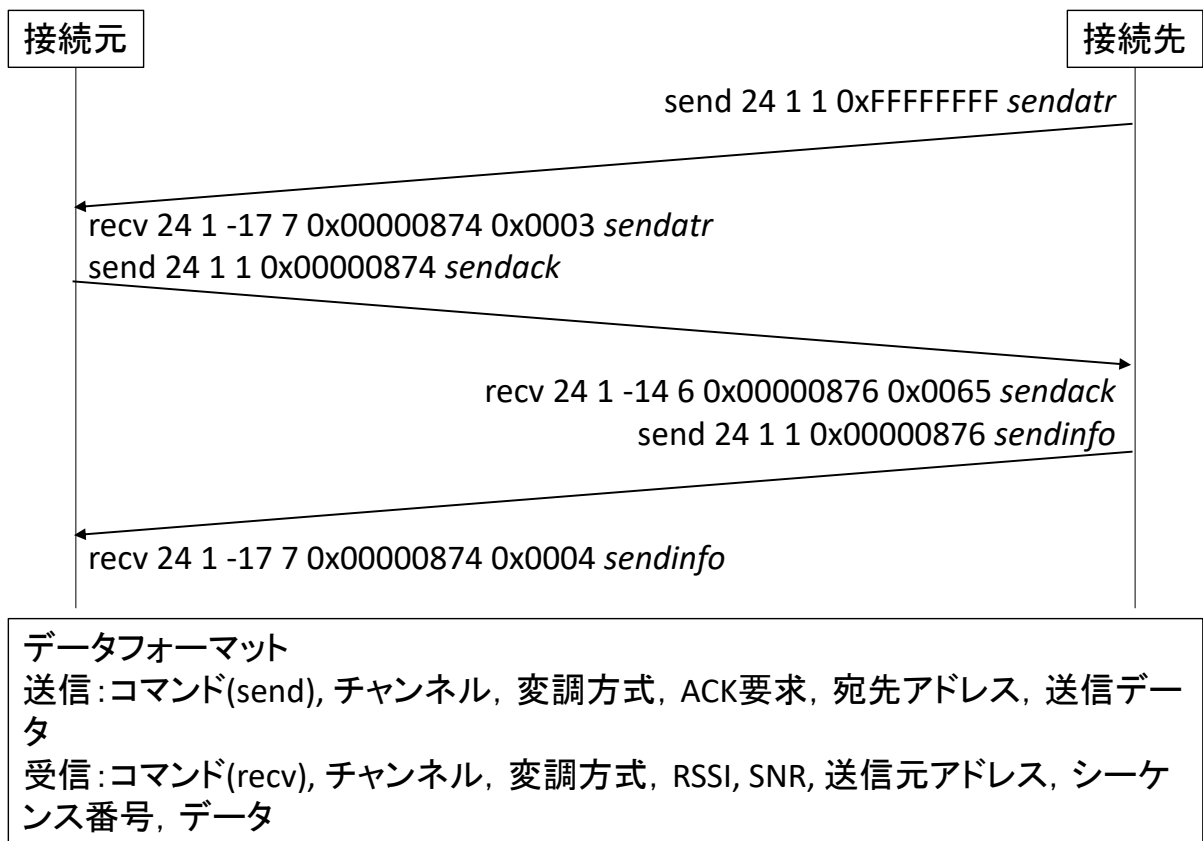 接続元
接続先
send 24 1 1 0xFFFFFFFF sendatr
recv 24 1 -17 7 0x00000874 0x0003 sendatr
send 24 1 1 0x00000874 sendack
recv 24 1 -14 6 0x00000876 0x0065 sendack
send 24 1 1 0x00000876 sendinfo
recv 24 1 -17 7 0x00000874 0x0004 sendinfo
データフォーマット
送信：コマンド(send), チャンネル，変調方式，ACK要求，宛先アドレス，送信デー
タ
受信：コマンド(recv), チャンネル，変調方式，RSSI, SNR, 送信元アドレス，シーケ
ンス番号，データ